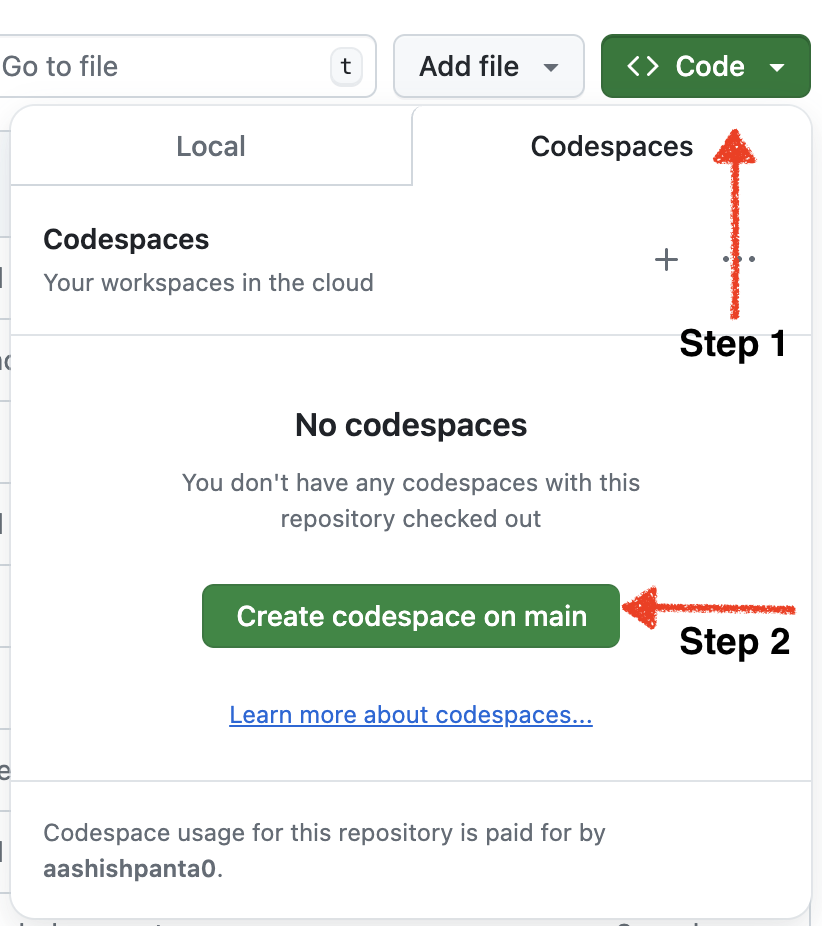 Go to file
t
Add file
Code
Local
Codespaces
Codespaces
Your workspaces in the cloud
Step 1
No codespaces
You don't have any codespaces with this
repository checked out
Create codespace on main
Step 2
Learn more about codespaces...
Codespace usage for this repository is paid for by
aashishpanta0.